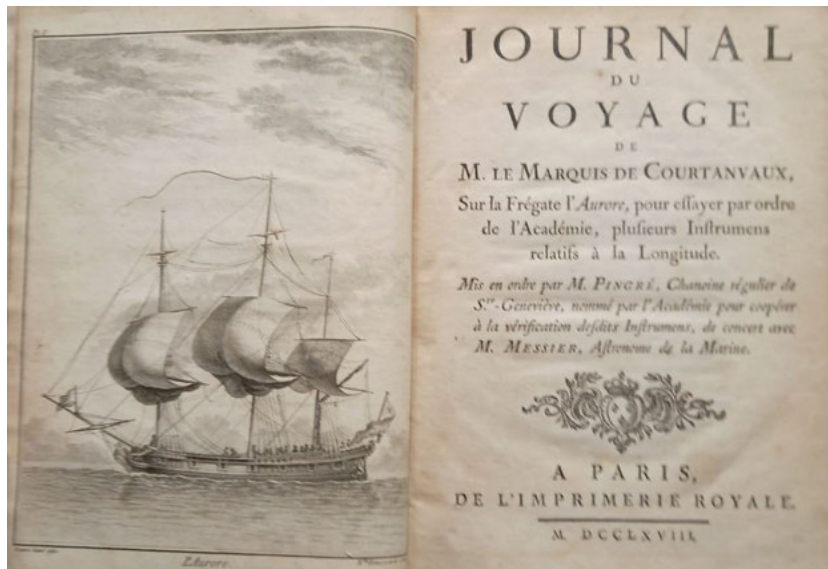 L'Aurore.
JOURNAL
DU
VOYAGE
DE
M. LE MARQUIS DE COURTANVAUX,
Sur la Frégate l'Aurore, pour eſſayer par ordre
de l'Académie, pluſieurs Inſtrumens
relatifs à la Longitude.
Mis en ordre par M. PINGRÉ, Chanoine régulier de
S.te-Geneviève, nommé par l'Académie pour coopérer
à la vérification deſdits Inſtrumens, de concert avec
M. MESSIER, Aſtronome de la Marine.
A PARIS,
DE L'IMPRIMERIE ROYALE.
M. DCCLXVIII.